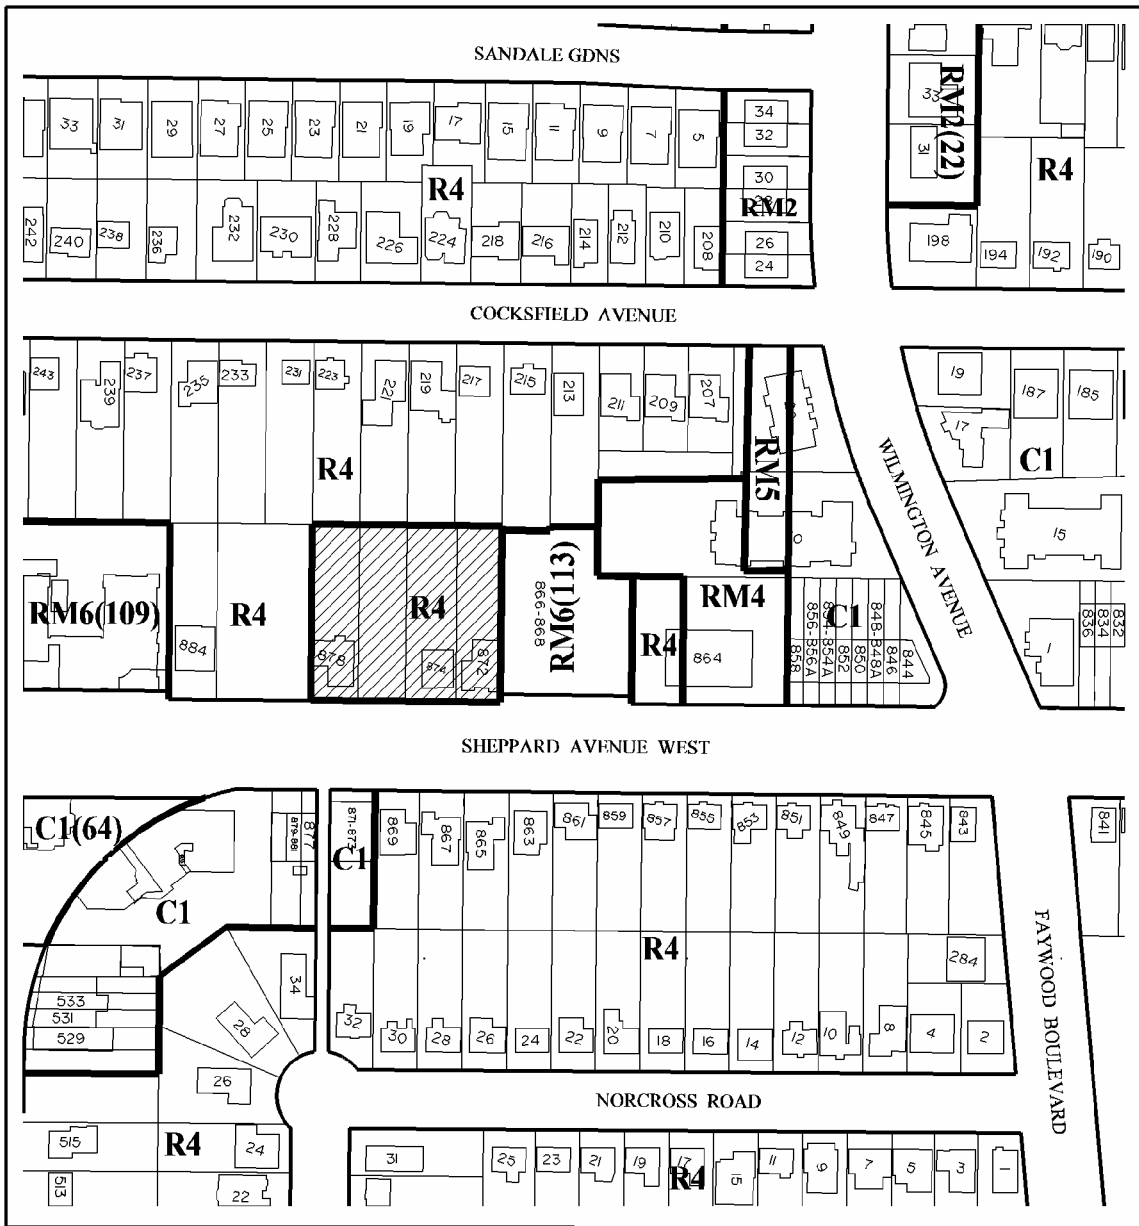 SANDALE GDNS
33 31 29 27 25 23 21 19 17 15 11 9 7 5
34
32
30
26
24
R4
RM2
33
31
RM2(22)
R4
242 240 238 236 232 230 228 226 224 218 216 214 212 210 208
198 194 192 190
COCKSFIELD AVENUE
243 239 237 235 233 231 223 221 219 217 215 213 211 209 207
19 187 185
17
R4
RM5
C1
WILMINGTON AVENUE
15
RM6(109)
R4
884
R4
878 874 872
866-868
RM6(113)
R4
RM4
864
C1
858
856-856A
852
850
848-848A
846
844
1
836
834
832
SHEPPARD AVENUE WEST
C1(64)
C1
879-881
877
871-873
C1
869 867 865 863 861 859 857 855 853 851 849 847 845 843 841
R4
284
FAYWOOD BOULEVARD
533
531
529
34
28
26
32 30 28 26 24 22 20 18 16 14 12 10 8 4 2
NORCROSS ROAD
515
513
R4
24
22
31 25 23 21 19 17 15 11 9 7 5 3 1
R4